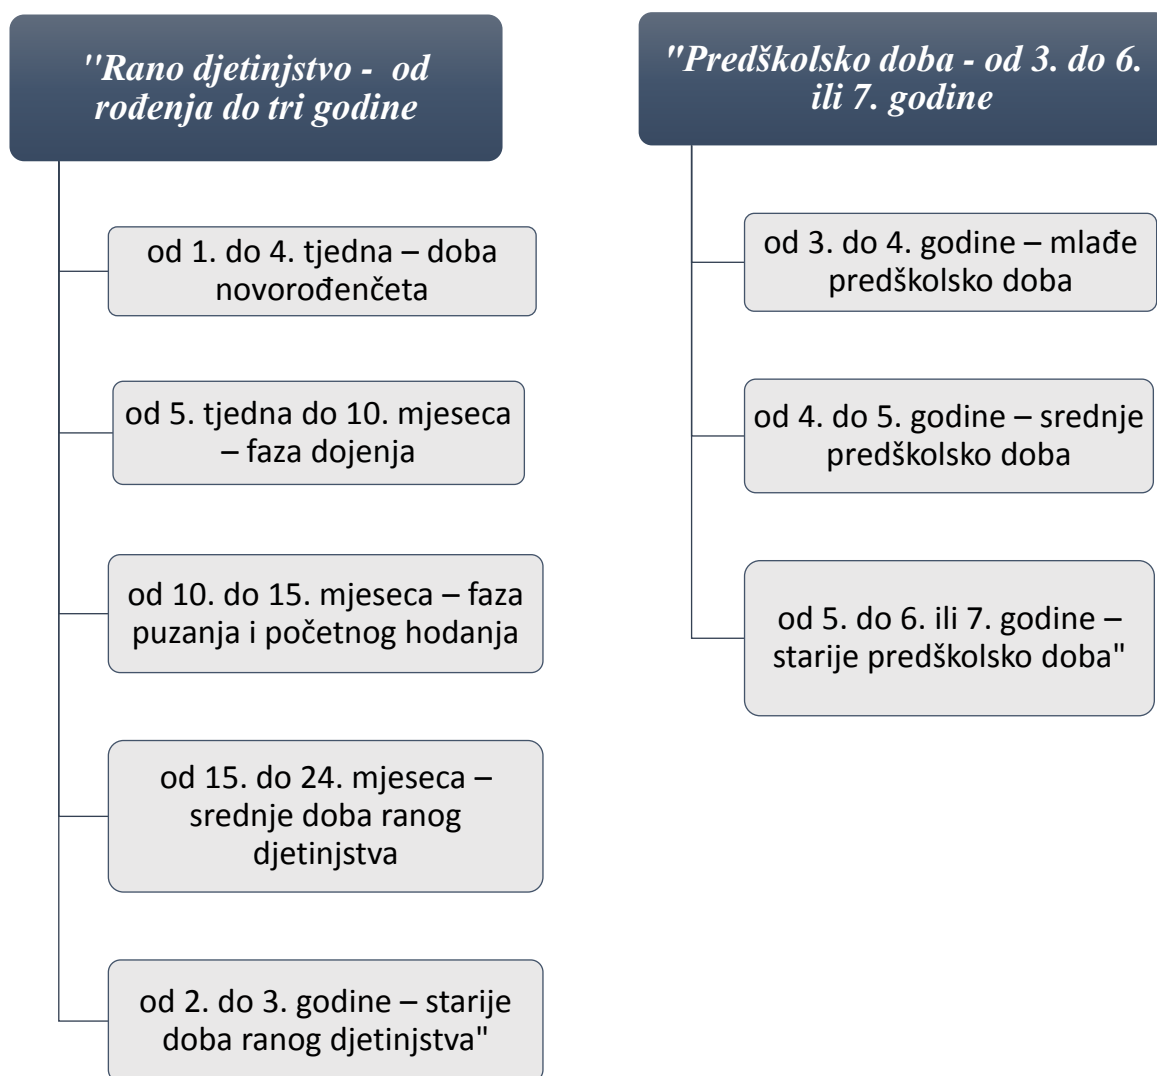 "Rano djetinjstvo - od
rođenja do tri godine
od 1. do 4. tjedna – doba
novorođenčeta
od 5. tjedna do 10. mjeseca
– faza dojenja
od 10. do 15. mjeseca – faza
puzanja i početnog hodanja
od 15. do 24. mjeseca –
srednje doba ranog
djetinjstva
od 2. do 3. godine – starije
doba ranog djetinjstva"
"Predškolsko doba - od 3. do 6.
ili 7. godine
od 3. do 4. godine – mlađe
predškolsko doba
od 4. do 5. godine – srednje
predškolsko doba
od 5. do 6. ili 7. godine –
starije predškolsko doba"